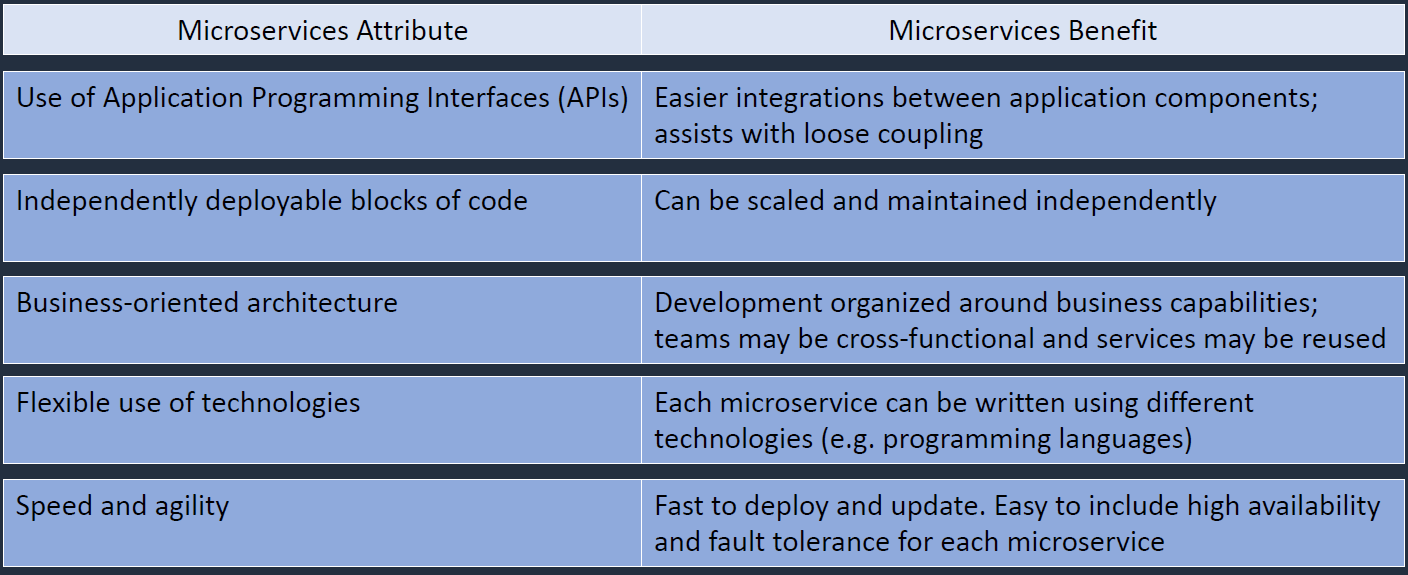 Microservices Attribute
Microservices Benefit
Use of Application Programming Interfaces (APIs)
Easier integrations between application components;
assists with loose coupling
Independently deployable blocks of code
Can be scaled and maintained independently
Business-oriented architecture
Development organized around business capabilities;
teams may be cross-functional and services may be reused
Flexible use of technologies
Each microservice can be written using different
technologies (e.g. programming languages)
Speed and agility
Fast to deploy and update. Easy to include high availability
and fault tolerance for each microservice